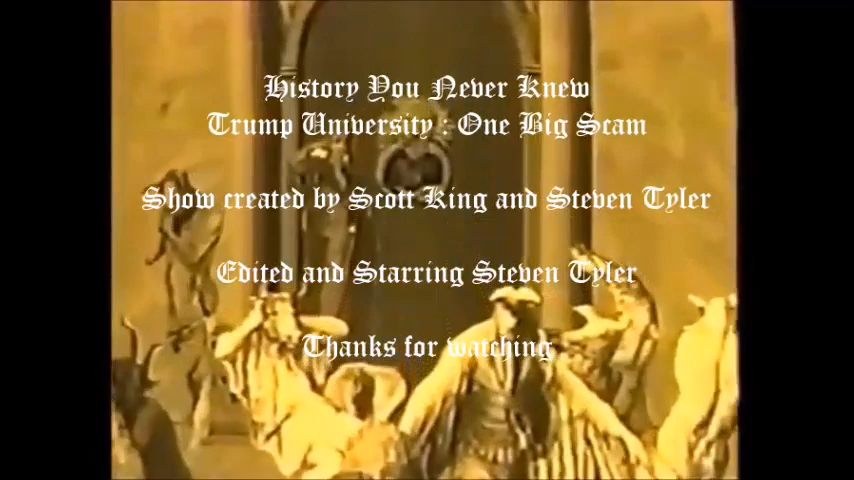 History You Never Knew
Trump University : One Big Scam
Show created by Scott King and Steven Tyler
Edited and Starring Steven Tyler
Thanks for watching